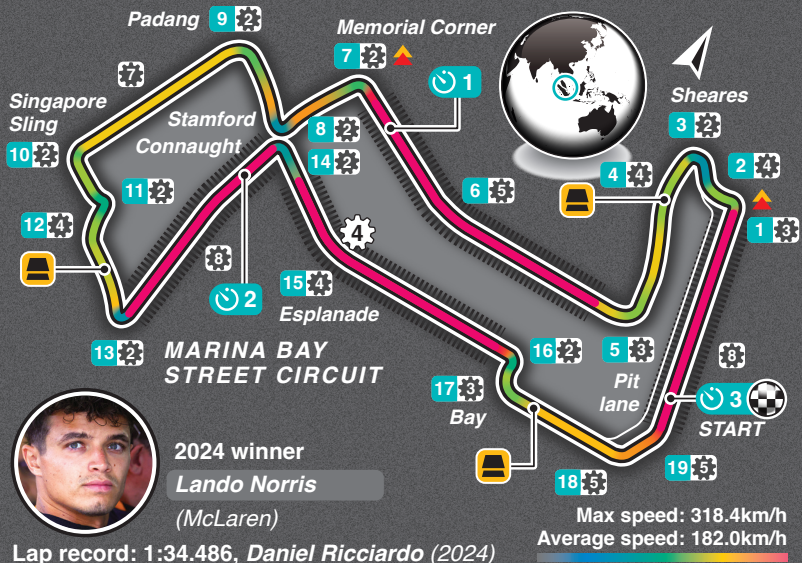 Padang 9 2
Memorial Corner
7 2
1
7
Singapore
Sling
10 2
Stamford
Connaught
8 2
14 2
Sheares
3 2
2 4
4 4
1 3
6 5
11 2
12 4
8
2
4
15 4
Esplanade
13 2
MARINA BAY
STREET CIRCUIT
16 2
5 3
8
17 3
Bay
Pit
lane
3
START
18 5
19 5
2024 winner
Lando Norris
(McLaren)
Max speed: 318.4km/h
Average speed: 182.0km/h
Lap record: 1:34.486, Daniel Ricciardo (2024)